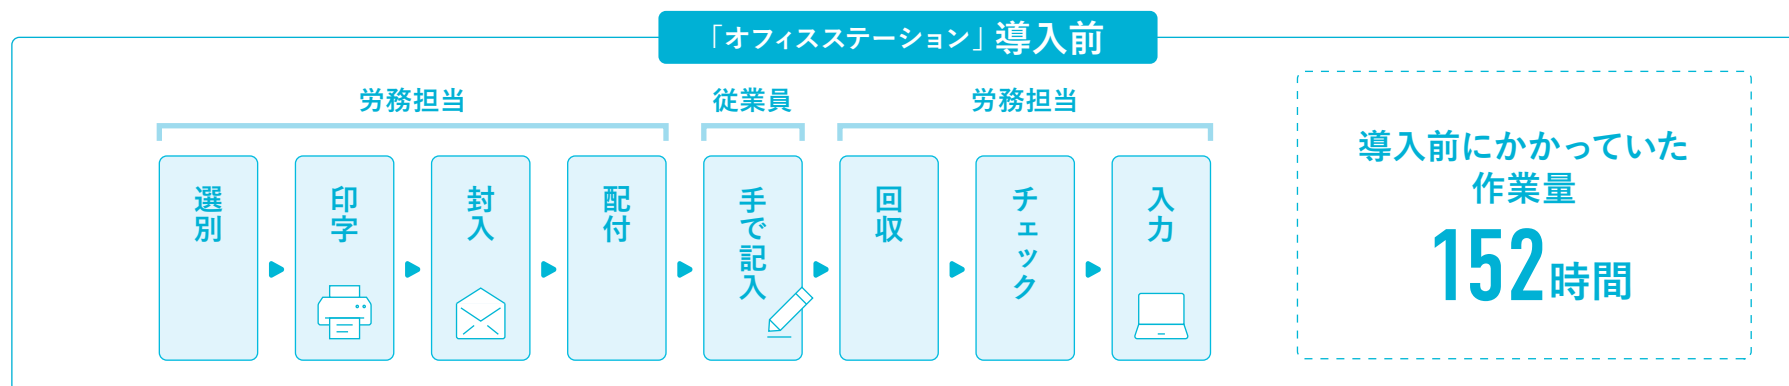 「オフィスステーション」導入前
労務担当
従業員
労務担当
選別
印字
封入
配付
手で記入
回収
チェック
入力
導入前にかかっていた
作業量
152時間